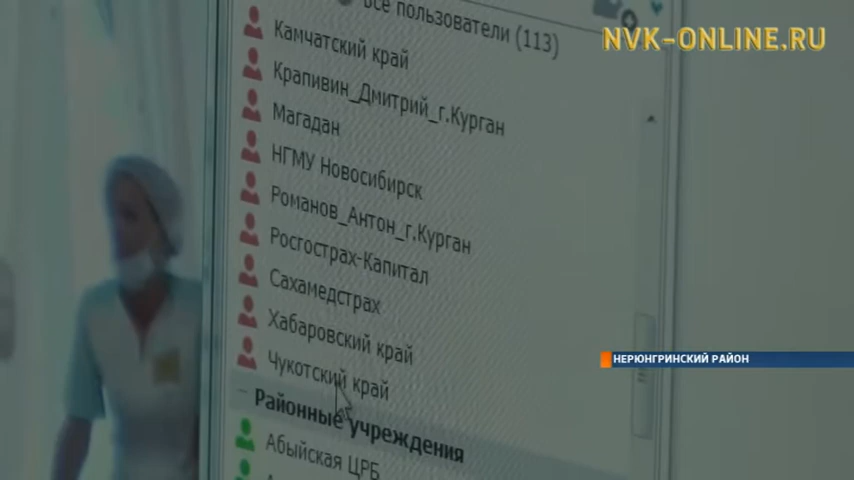 Все пользователи (113)
NVK-ONLINE.RU
Камчатский край
Крапивин_Дмитрий_г.Курган
Магадан
НГМУ Новосибирск
Романов_Антон_г.Курган
Росгострах-Капитал
Сахамедстрах
Хабаровский край
НЕРЮНГРИНСКИЙ РАЙОН
Чукотский край
Районные учреждения
Абыйская ЦРБ